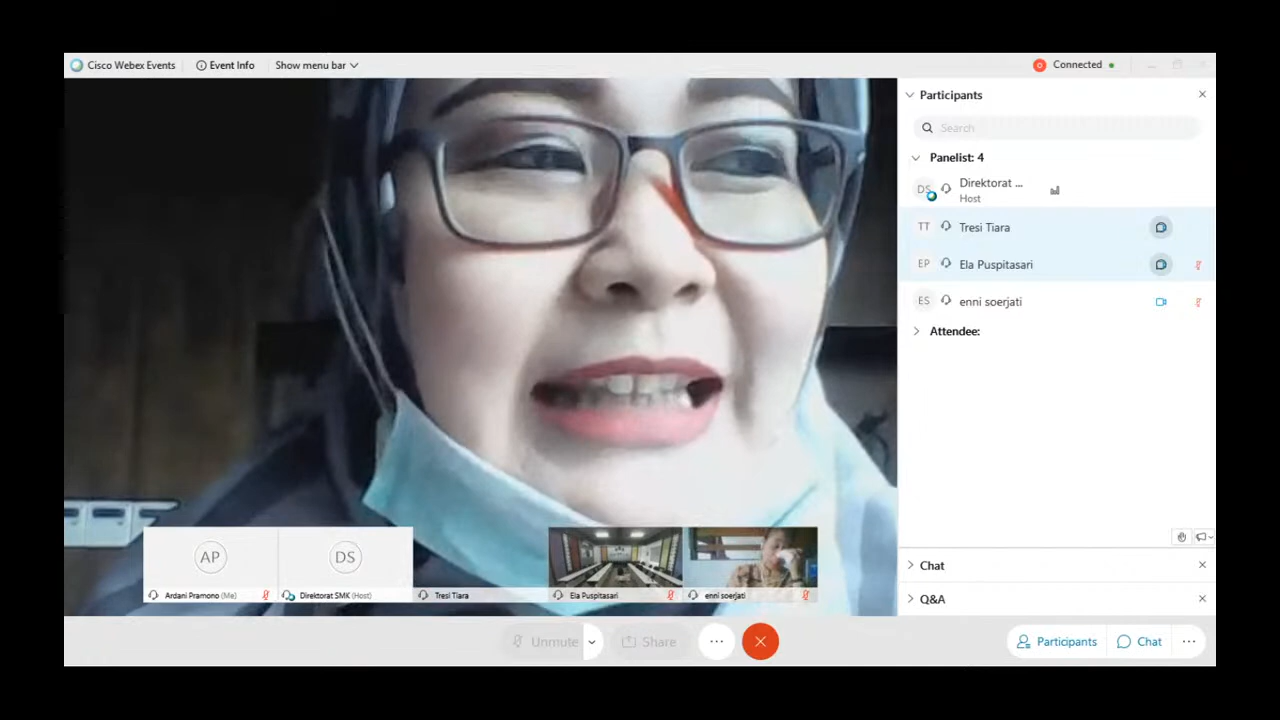 Cisco Webex Events
Event Info
Show menu bar
Connected
Participants
Search
Panelist: 4
DS
Direktorat ...
Host
TT
Tresi Tiara
EP
Ela Puspitasari
ES
enni soerjati
Attendee:
AP
DS
Ardani Pramono (Me)
Direktorat SMK (Host)
Tresi Tiara
Ela Puspitasari
enni soerjati
Chat
Q&A
Unmute
Share
Participants
Chat